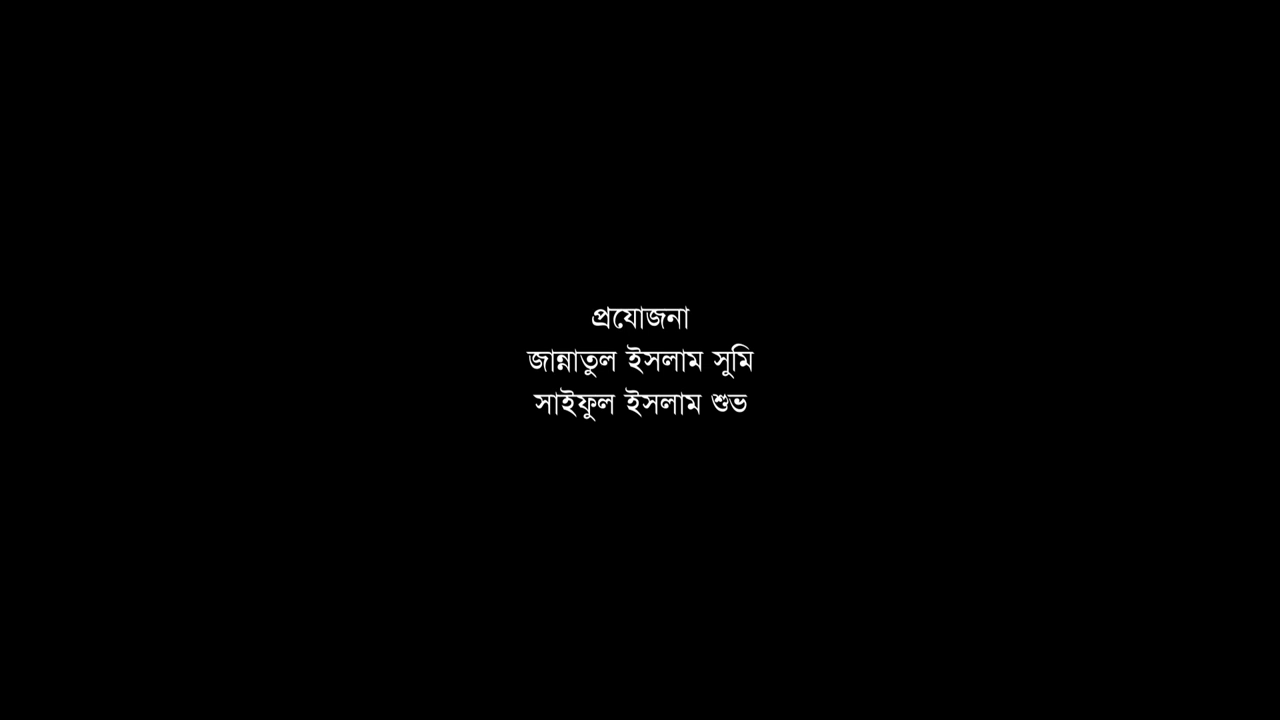 প্রযোজনা
জান্নাতুল ইসলাম সুমি
সাইফুল ইসলাম শুভ